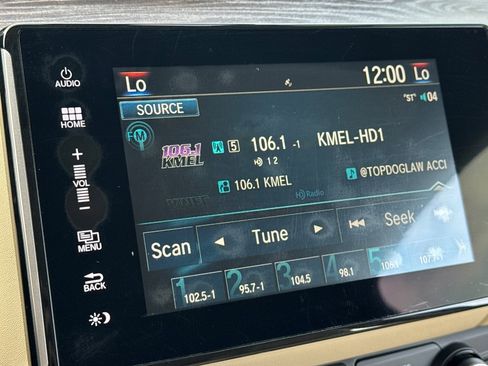 AUDIO
HOME
+
VOL
-
MENU
BACK
Lo
12:00 Lo
SOURCE
"ST" 04
FM
106.1
KMEL
5 106.1 -1 KMEL-HD1
HD 1 2
106.1 KMEL
@TOPDOGLAW ACCI
HD Radio
Scan
Tune
Seek
1 2 3 4 5
102.5-1 95.7-1 104.5 98.1 106.1